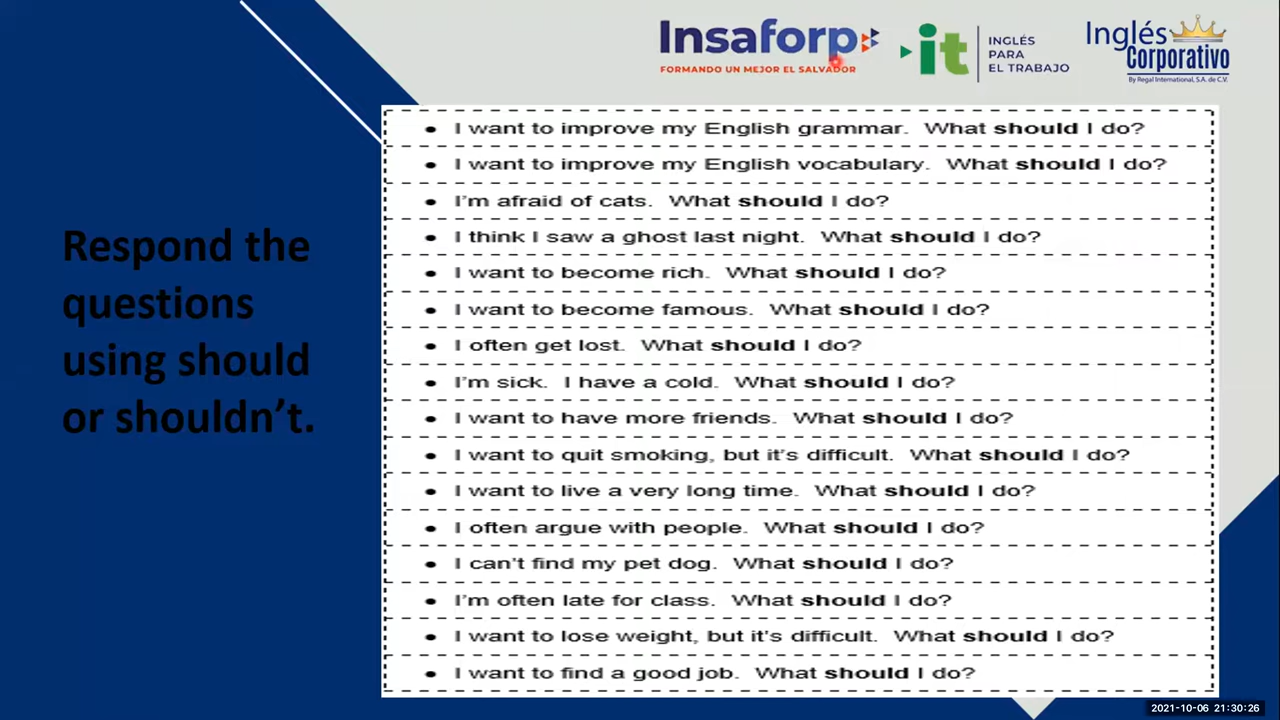 Insaforp
FORMANDO UN MEJOR EL SALVADOR
it
INGLÉS
PARA
EL TRABAJO
Inglés
Corporativo
By Regal International, S.A. de C.V.
Respond the
questions
using should
or shouldn't.
• I want to improve my English grammar. What should I do?
• I want to improve my English vocabulary. What should I do?
• I'm afraid of cats. What should I do?
• I think I saw a ghost last night. What should I do?
• I want to become rich. What should I do?
• I want to become famous. What should I do?
• I often get lost. What should I do?
• I'm sick. I have a cold. What should I do?
• I want to have more friends. What should I do?
• I want to quit smoking, but it's difficult. What should I do?
• I want to live a very long time. What should I do?
• I often argue with people. What should I do?
• I can't find my pet dog. What should I do?
• I'm often late for class. What should I do?
• I want to lose weight, but it's difficult. What should I do?
• I want to find a good job. What should I do?
2021-10-06 21:30:26